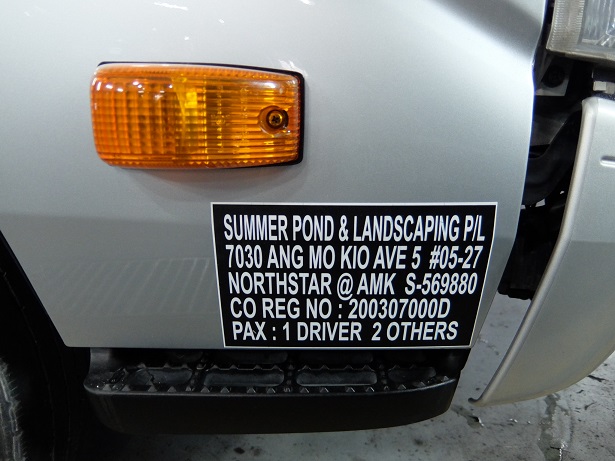 SUMMER POND & LANDSCAPING P/L
7030 ANG MO KIO AVE 5 #05-27
NORTHSTAR @ AMK S-569880
CO REG NO : 200307000D
PAX : 1 DRIVER 2 OTHERS